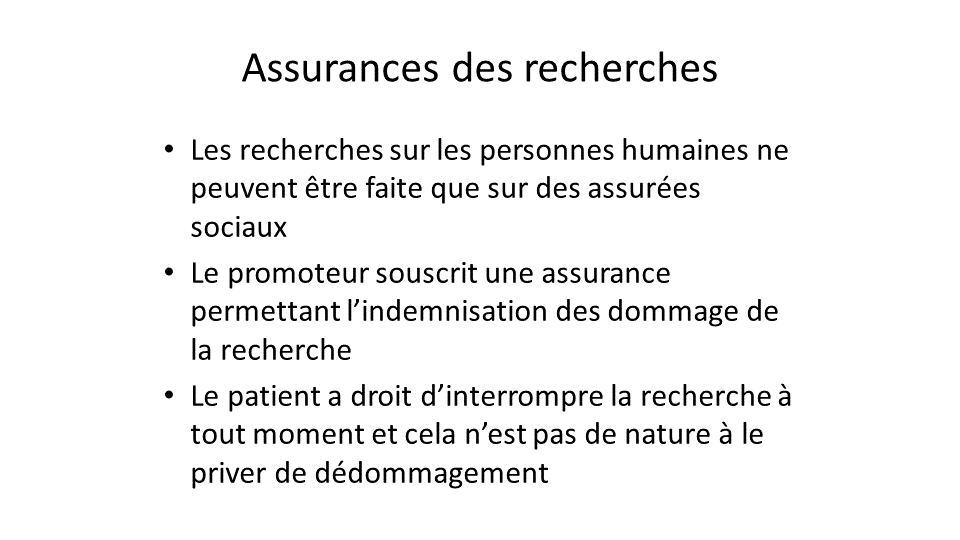 Assurances des recherches
• Les recherches sur les personnes humaines ne
peuvent être faite que sur des assurées
sociaux
• Le promoteur souscrit une assurance
permettant l’indemnisation des dommage de
la recherche
• Le patient a droit d’interrompre la recherche à
tout moment et cela n’est pas de nature à le
priver de dédommagement